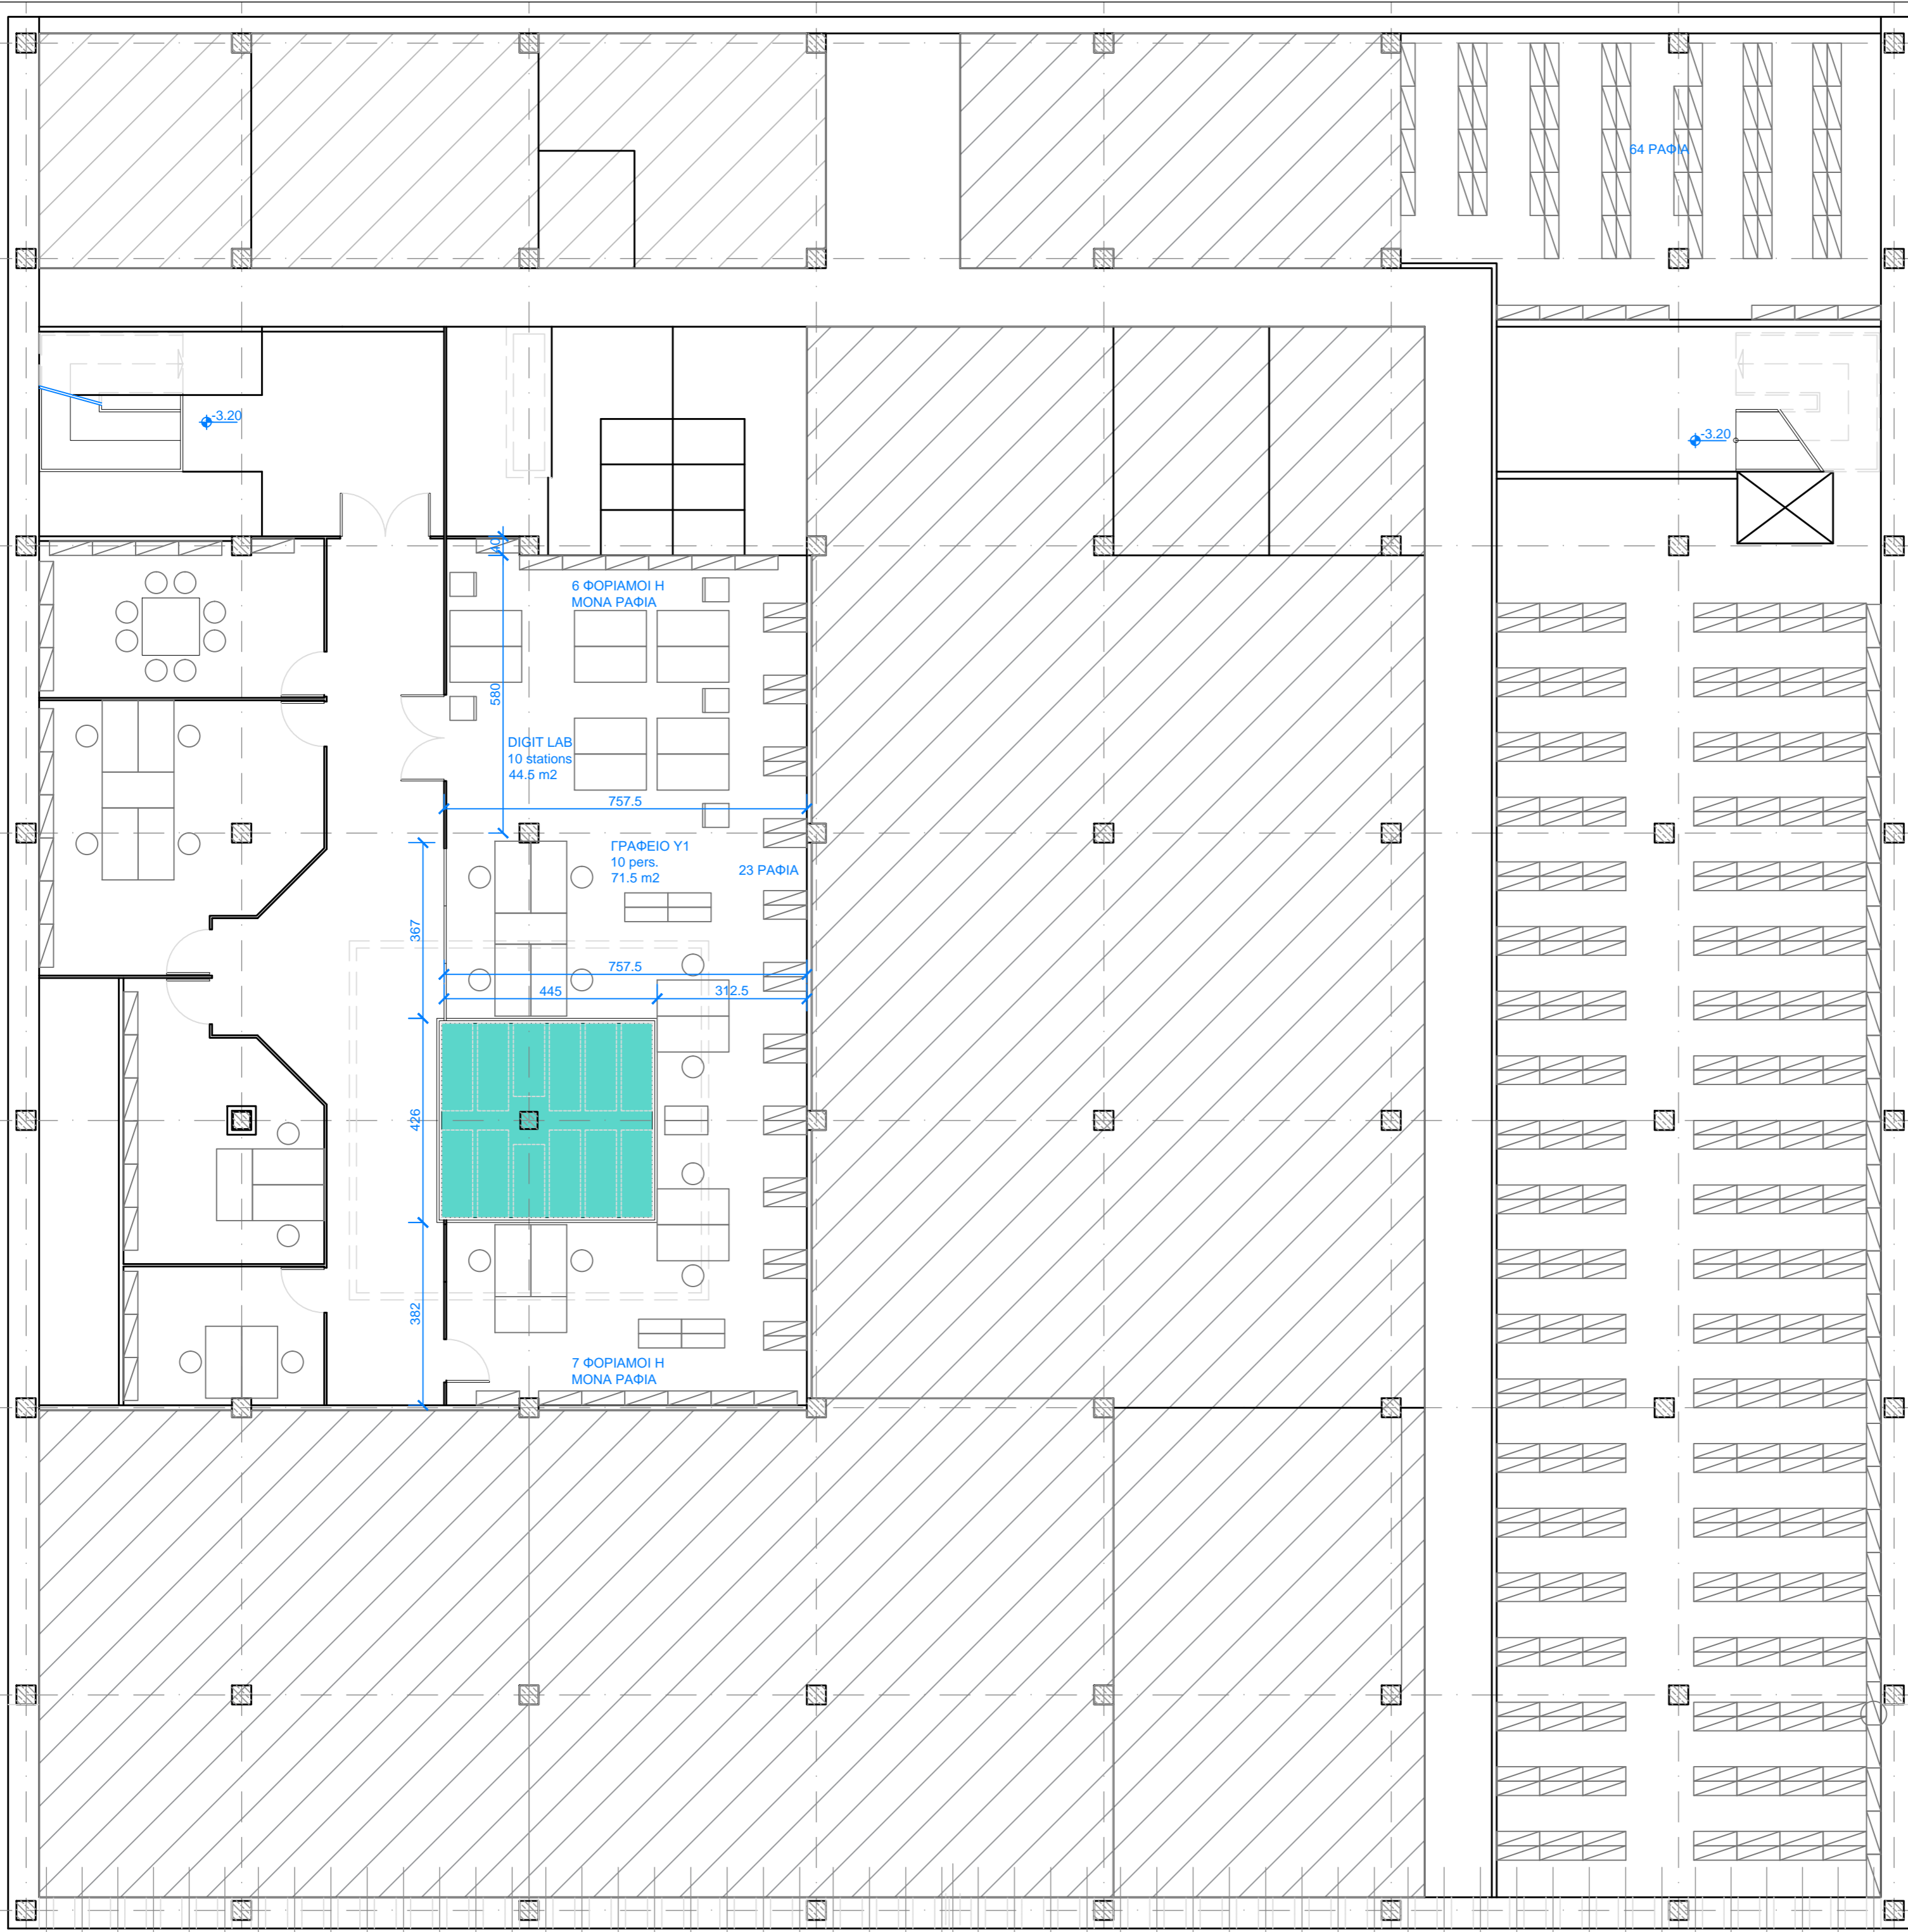 64 ΡΑΦΙΑ
-3.20
-3.20
40
6 ΦΟΡΙΑΜΟΙ Η
ΜΟΝΑ ΡΑΦΙΑ
580
DIGIT LAB
10 stations
44.5 m2
757.5
ΓΡΑΦΕΙΟ Υ1
10 pers.
71.5 m2
23 ΡΑΦΙΑ
367
757.5
445
312.5
426
382
7 ΦΟΡΙΑΜΟΙ Η
ΜΟΝΑ ΡΑΦΙΑ